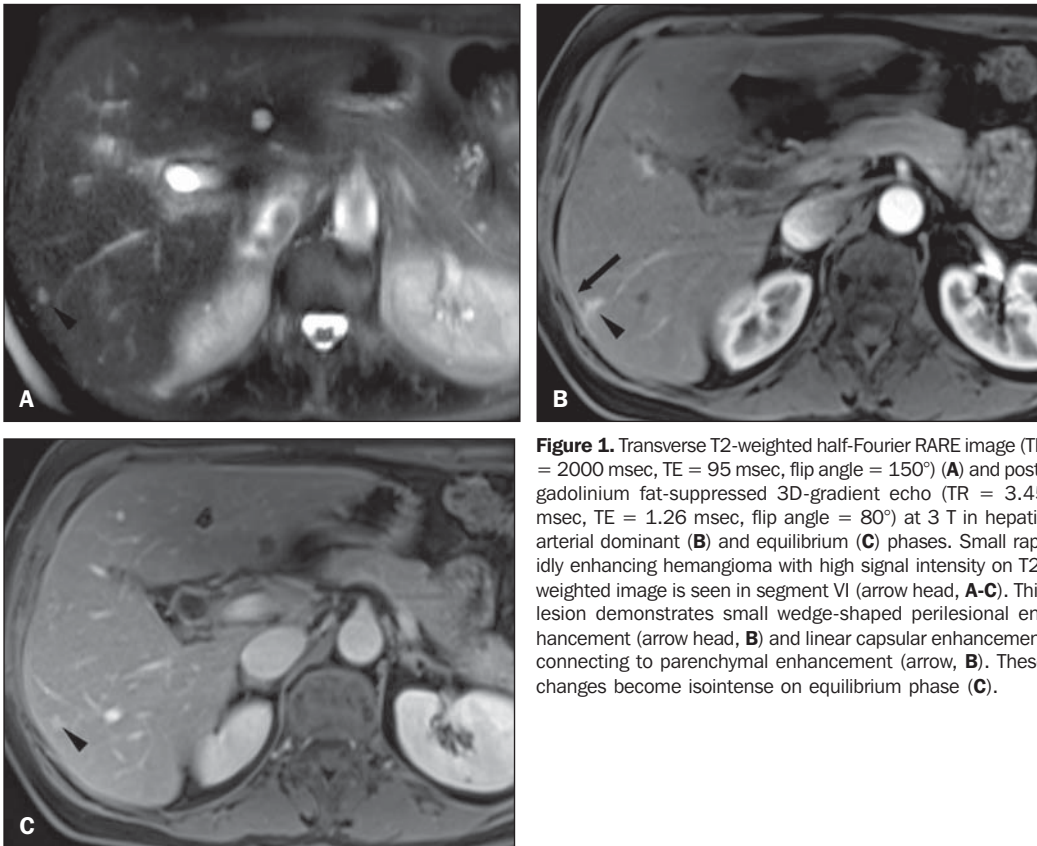 A
B
Figure 1. Transverse T2-weighted half-Fourier RARE image
= 2000 msec, TE = 95 msec, flip angle = 150°) (A) and post
gadolinium fat-suppressed 3D-gradient echo (TR = 3.45
msec, TE = 1.26 msec, flip angle = 80°) at 3 T in hepati
arterial dominant (B) and equilibrium (C) phases. Small rap
idly enhancing hemangioma with high signal intensity on T2
weighted image is seen in segment VI (arrow head, A-C). Thi
lesion demonstrates small wedge-shaped perilesional en
hancement (arrow head, B) and linear capsular enhancemen
connecting to parenchymal enhancement (arrow, B). These
changes become isointense on equilibrium phase (C).
C